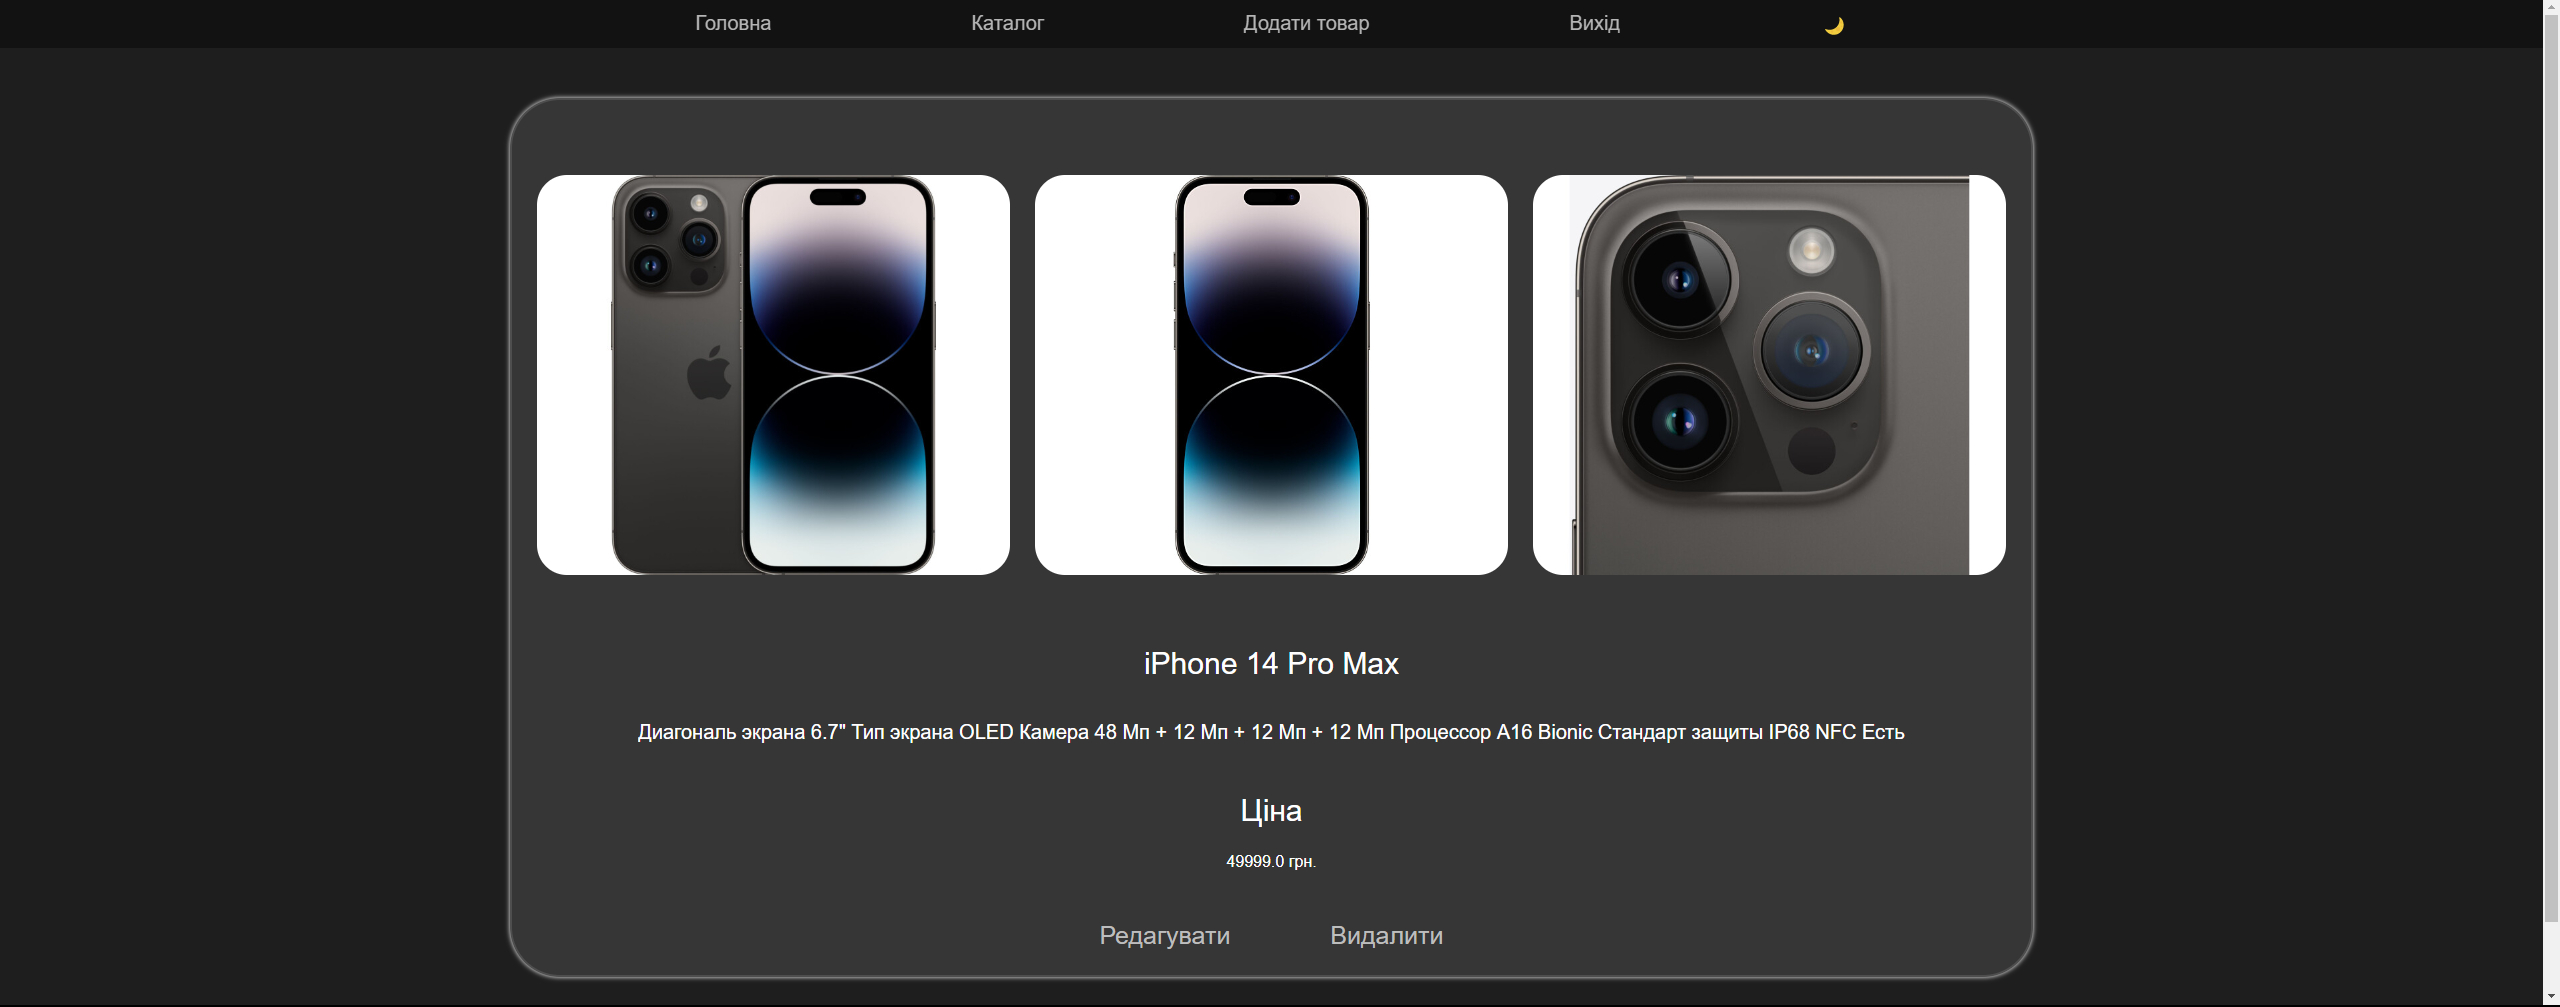 Головна Каталог Додати товар Вихід
iPhone 14 Pro Max
Диагональ экрана 6.7" Тип экрана OLED Камера 48 Мп + 12 Мп + 12 Мп + 12 Мп Процессор A16 Bionic Стандарт защиты IP68 NFC Есть
Ціна
49999.0 грн.
Редагувати Видалити